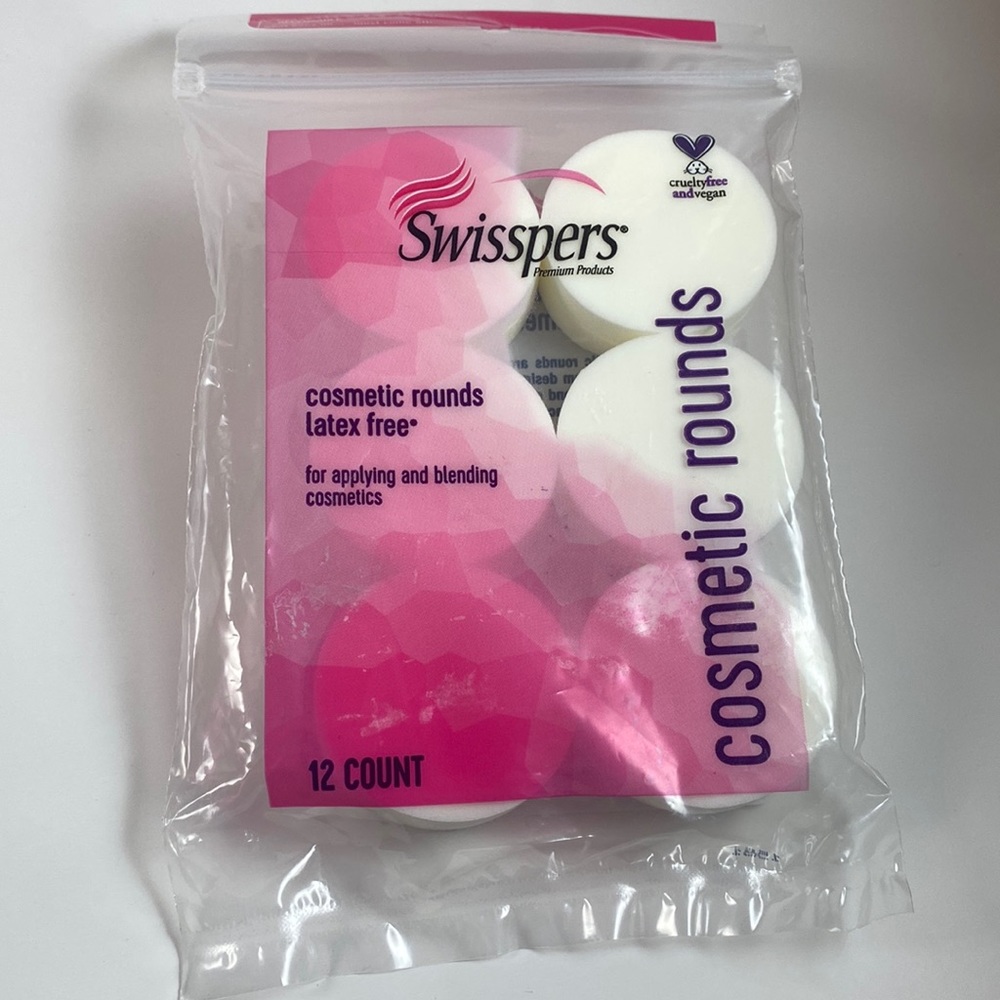 Swisspers®
Premium Products
crueltyfree
andvegan
cosmetic rounds
latex free•
for applying and blending
cosmetics
12 COUNT
cosmetic rounds